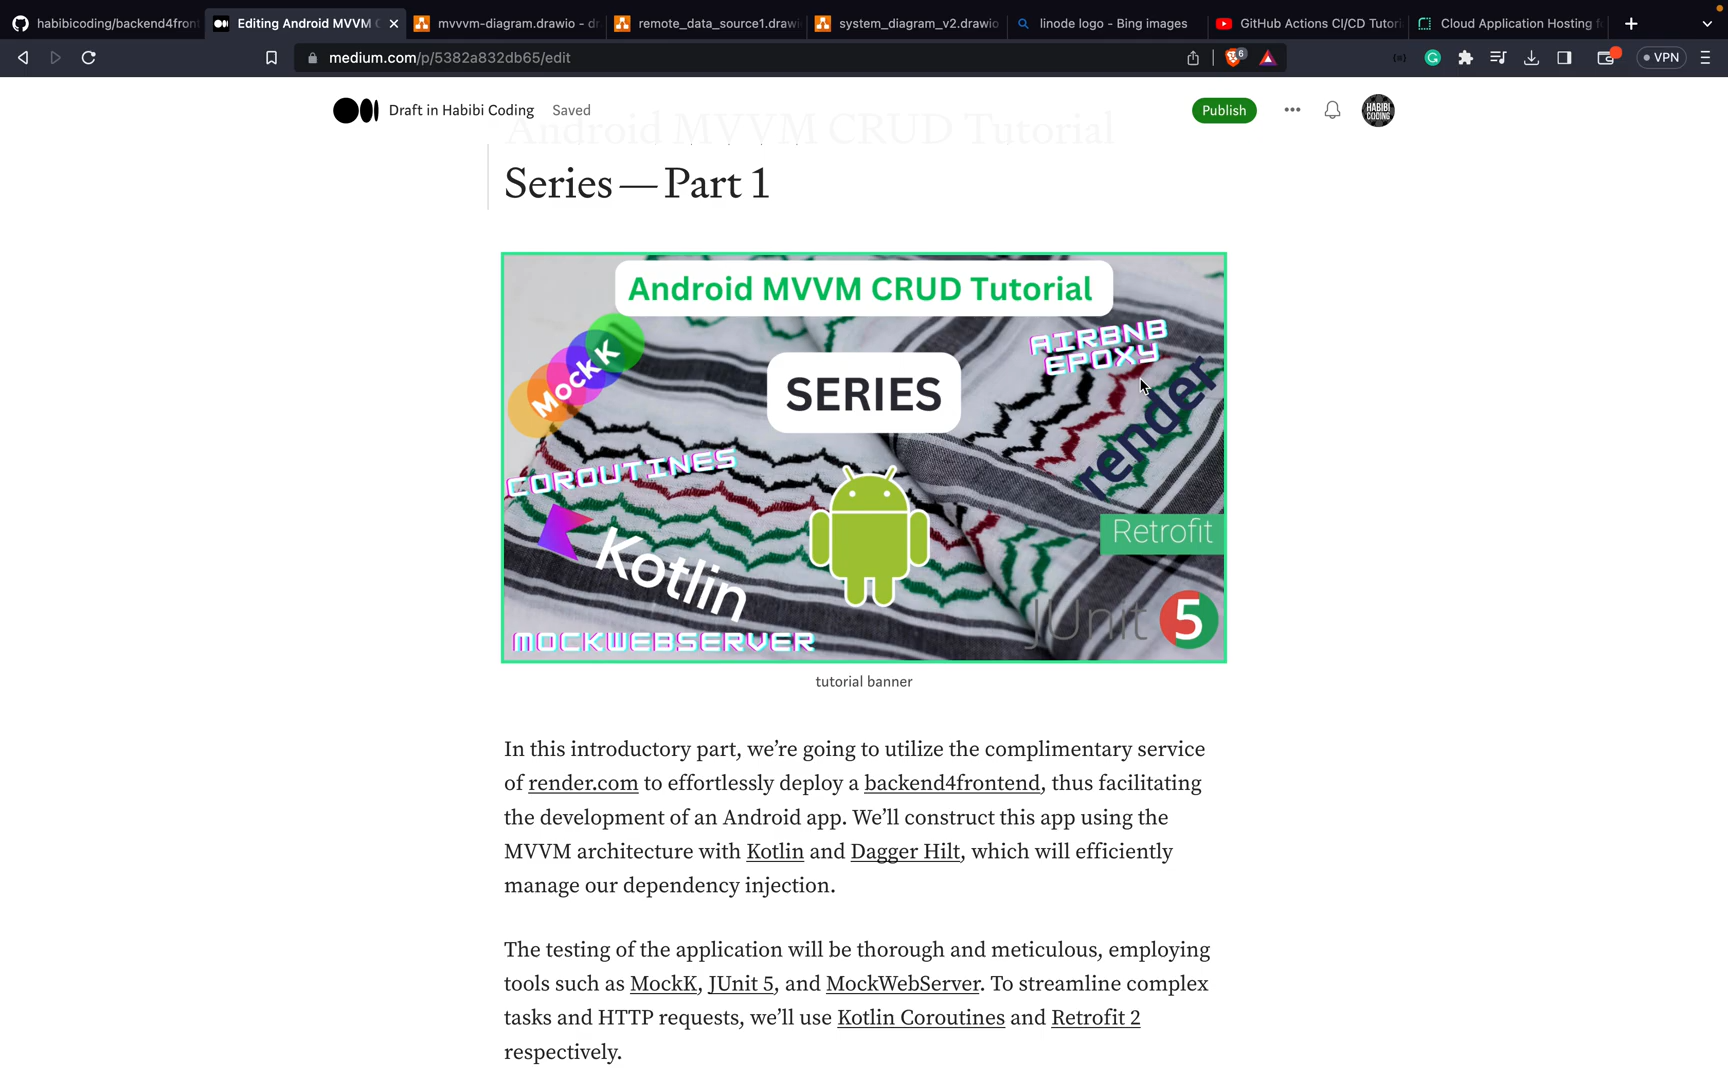 habibicoding/backend4fron
Editing Android MVVM C
mvvvm-diagram.drawio - dr
remote_data_source1.drawi
system_diagram_v2.drawio
linode logo - Bing images
GitHub Actions CI/CD Tutori
Cloud Application Hosting f
medium.com/p/5382a832db65/edit
6
VPN
Draft in Habibi Coding
Saved
Publish
HABIBI
CODING
Android MVVM CRUD Tutorial
Series — Part 1
Android MVVM CRUD Tutorial
SERIES
MockK
AIRBNB
EPOXY
render
COROUTINES
Kotlin
Retrofit
JUnit 5
MOCKWEBSERVER
tutorial banner
In this introductory part, we’re going to utilize the complimentary service
of render.com to effortlessly deploy a backend4frontend, thus facilitating
the development of an Android app. We’ll construct this app using the
MVVM architecture with Kotlin and Dagger Hilt, which will efficiently
manage our dependency injection.
The testing of the application will be thorough and meticulous, employing
tools such as MockK, JUnit 5, and MockWebServer. To streamline complex
tasks and HTTP requests, we’ll use Kotlin Coroutines and Retrofit 2
respectively.